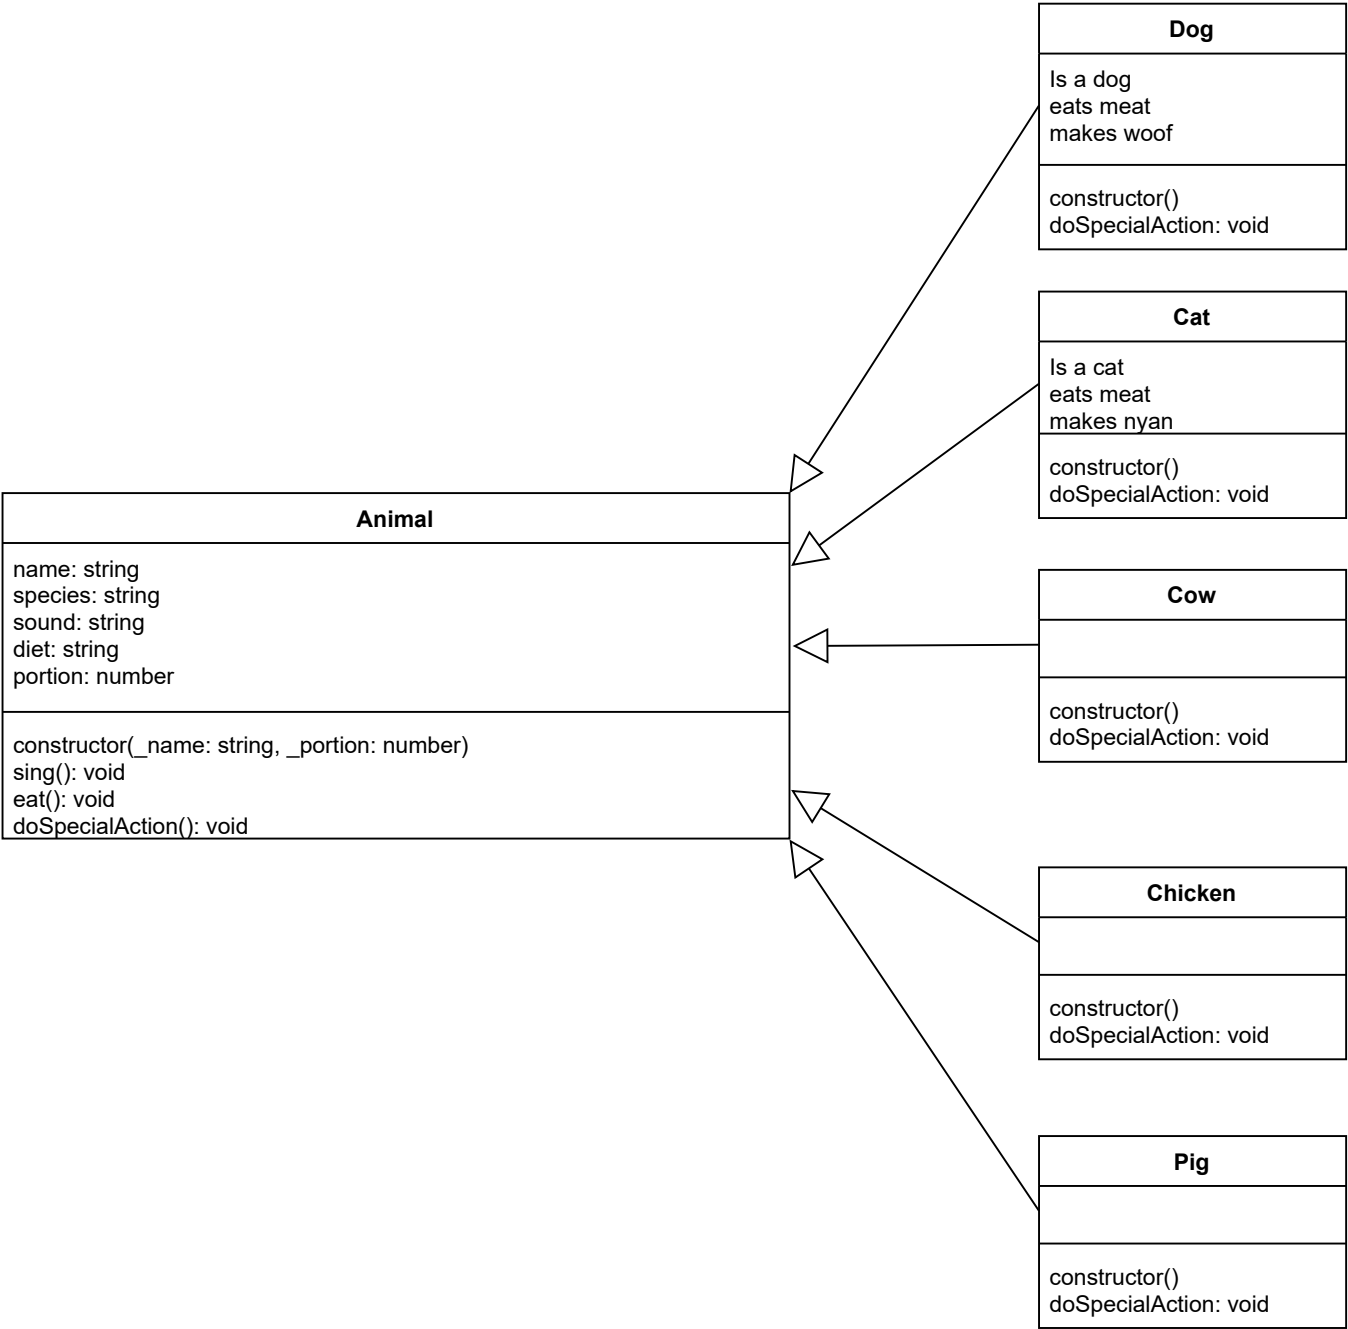 Dog
Is a dog
eats meat
makes woof
constructor()
doSpecialAction: void
Cat
Is a cat
eats meat
makes nyan
constructor()
doSpecialAction: void
Animal
name: string
species: string
sound: string
diet: string
portion: number
constructor(_name: string, _portion: number)
sing(): void
eat(): void
doSpecialAction(): void
Cow
constructor()
doSpecialAction: void
Chicken
constructor()
doSpecialAction: void
Pig
constructor()
doSpecialAction: void